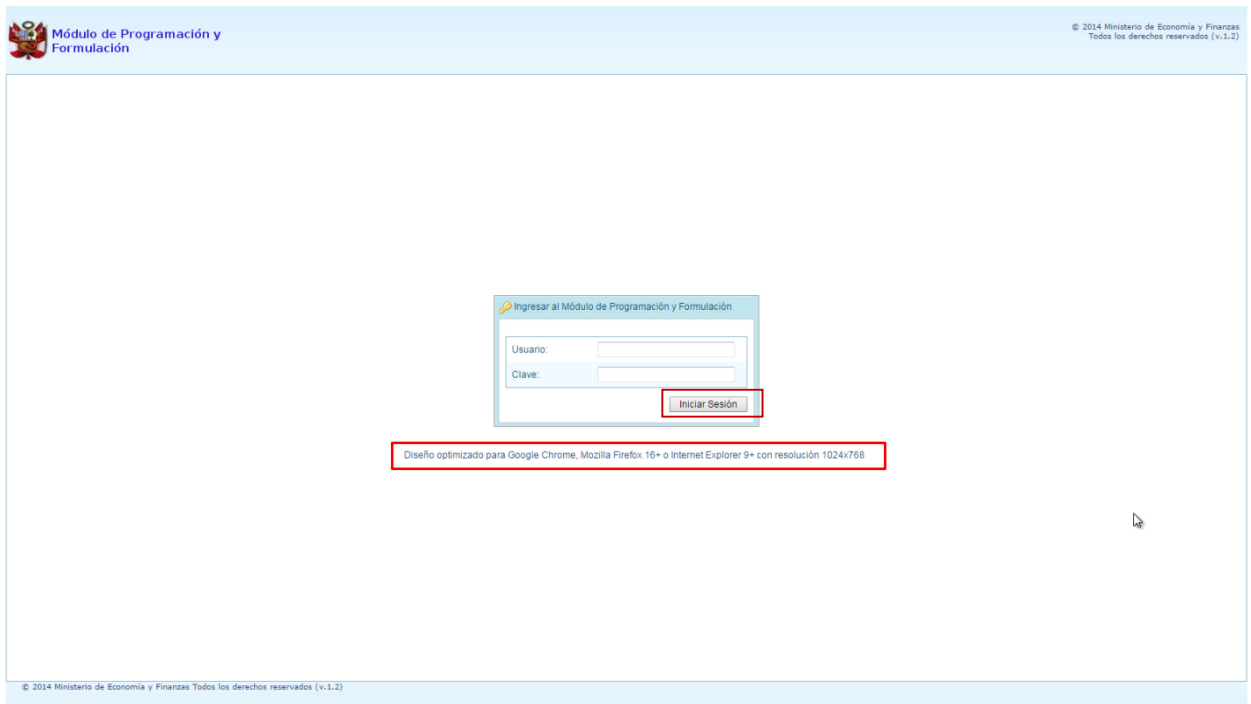 Módulo de Programación y
Formulación
© 2014 Ministerio de Economía y Finanzas
Todos los derechos reservados (v.1.2)
Ingresar al Módulo de Programación y Formulación
Usuario:
Clave:
Iniciar Sesión
Diseño optimizado para Google Chrome, Mozilla Firefox 16+ o Internet Explorer 9+ con resolución 1024x768
© 2014 Ministerio de Economía y Finanzas Todos los derechos reservados (v.1.2)